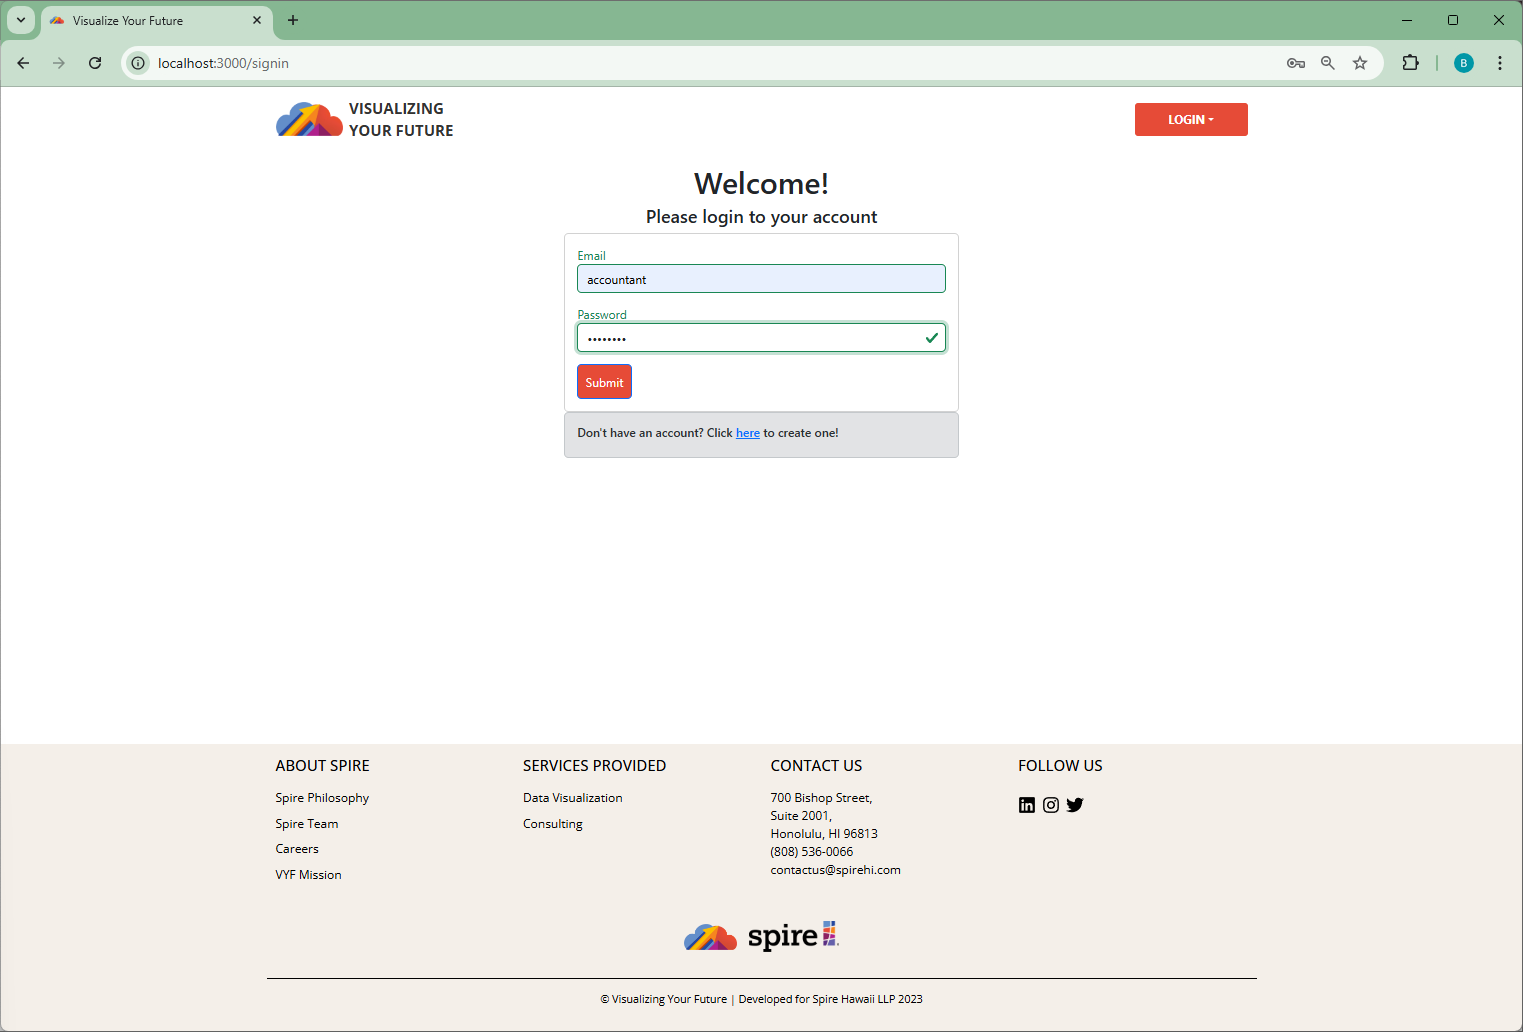 Visualize Your Future
localhost:3000/signin
B
VISUALIZING
YOUR FUTURE
LOGIN
Welcome!
Please login to your account
Email
accountant
Password
••••••••
Submit
Don't have an account? Click here to create one!
ABOUT SPIRE
Spire Philosophy
Spire Team
Careers
VYF Mission
SERVICES PROVIDED
Data Visualization
Consulting
CONTACT US
700 Bishop Street,
Suite 2001,
Honolulu, HI 96813
(808) 536-0066
contactus@spirehi.com
FOLLOW US
spire
© Visualizing Your Future | Developed for Spire Hawaii LLP 2023